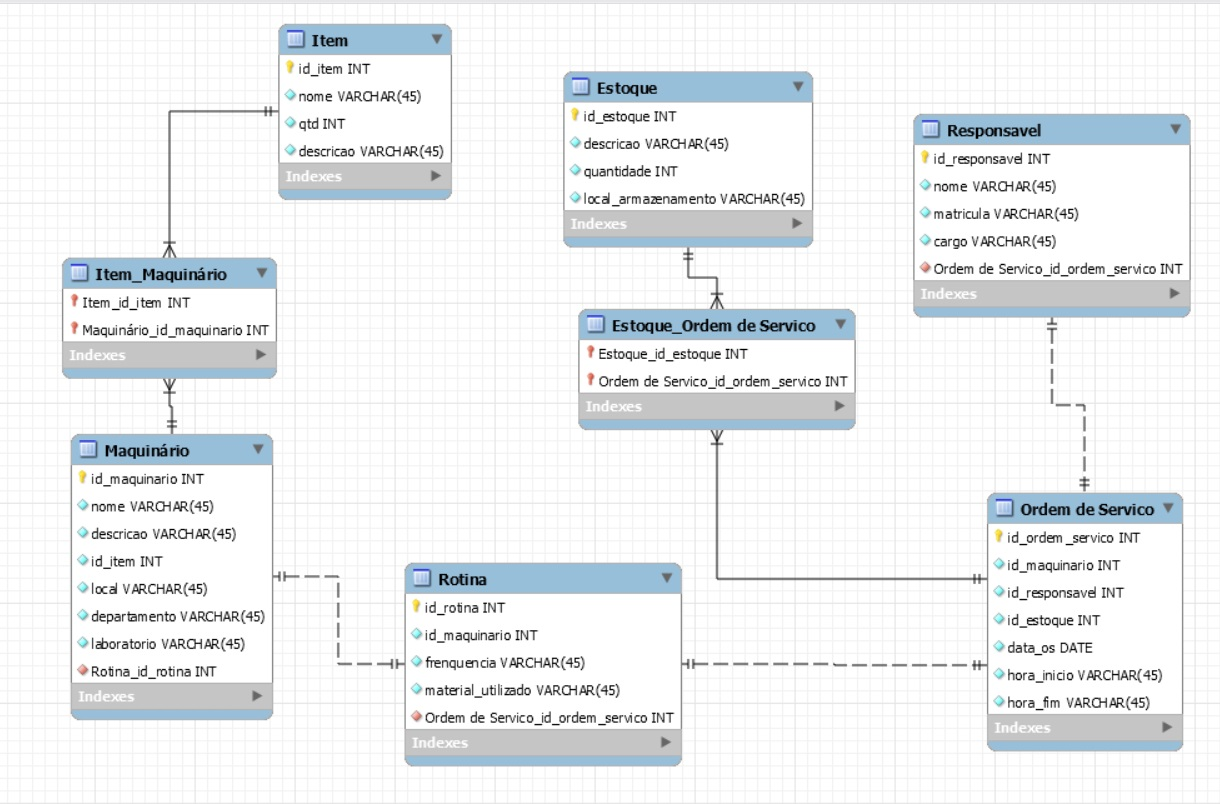 Item
id_item INT
nome VARCHAR(45)
qtd INT
descricao VARCHAR(45)
Indexes
Estoque
id_estoque INT
descricao VARCHAR(45)
quantidade INT
local_armazenamento VARCHAR(45)
Indexes
Responsavel
id_responsavel INT
nome VARCHAR(45)
matricula VARCHAR(45)
cargo VARCHAR(45)
Ordem de Servico_id_ordem_servico INT
Indexes
Item_Maquinário
Item_id_item INT
Maquinário_id_maquinario INT
Indexes
Estoque_Ordem de Servico
Estoque_id_estoque INT
Ordem de Servico_id_ordem_servico INT
Indexes
Maquinário
id_maquinario INT
nome VARCHAR(45)
descricao VARCHAR(45)
id_item INT
local VARCHAR(45)
departamento VARCHAR(45)
laboratorio VARCHAR(45)
Rotina_id_rotina INT
Indexes
Rotina
id_rotina INT
id_maquinario INT
frenquencia VARCHAR(45)
material_utilizado VARCHAR(45)
Ordem de Servico_id_ordem_servico INT
Indexes
Ordem de Servico
id_ordem_servico INT
id_maquinario INT
id_responsavel INT
id_estoque INT
data_os DATE
hora_inicio VARCHAR(45)
hora_fim VARCHAR(45)
Indexes